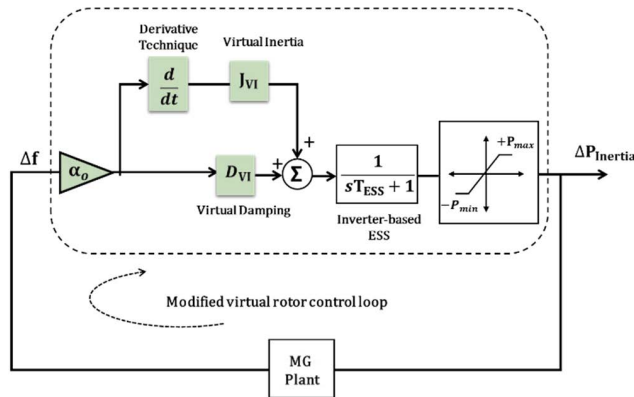 Derivative
Technique
Virtual Inertia
d
dt
J_VI
+
+P_max
Δf
α_o
D_VI
+
Σ
1
sT_ESS + 1
−P_min
ΔP_Inertia
Virtual Damping
Inverter-based
ESS
Modified virtual rotor control loop
MG
Plant